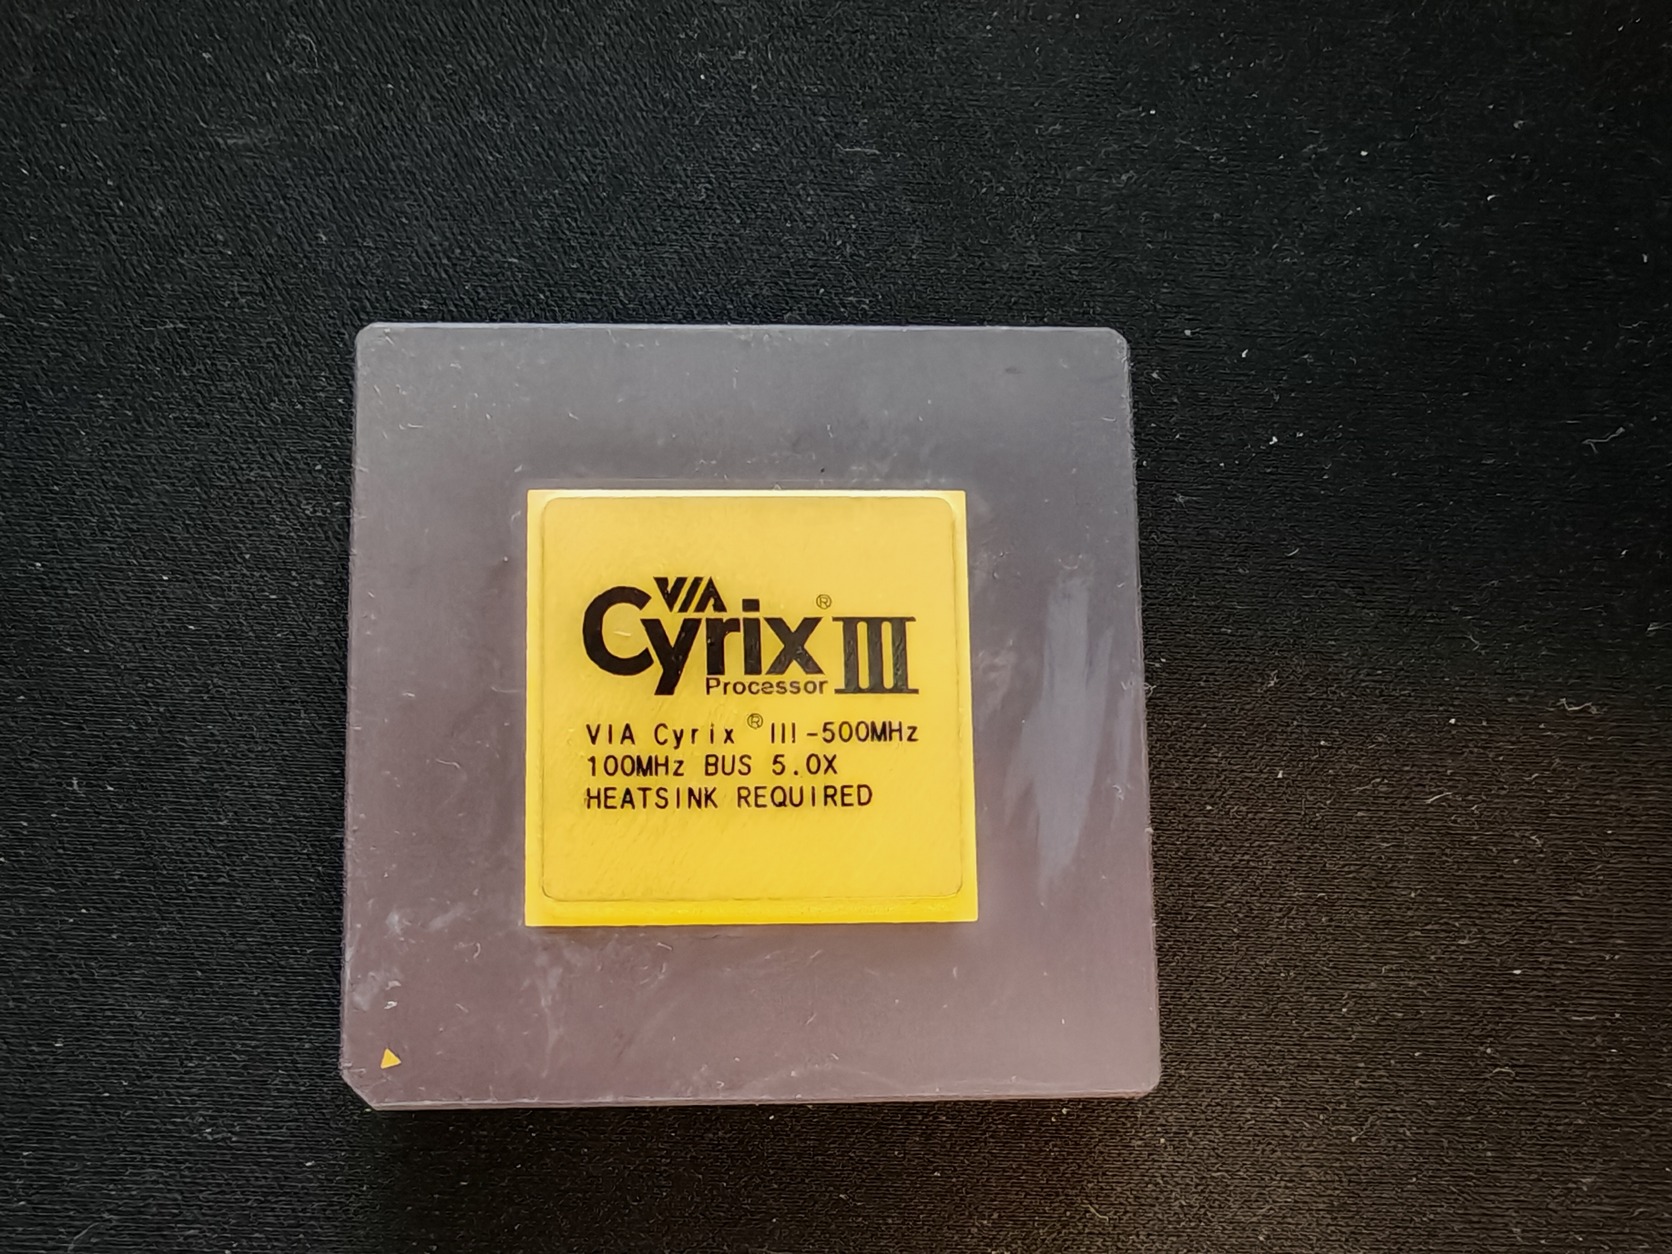 VIA
Cyrix® III
Processor
VIA Cyrix® III-500MHz
100MHz BUS 5.0X
HEATSINK REQUIRED